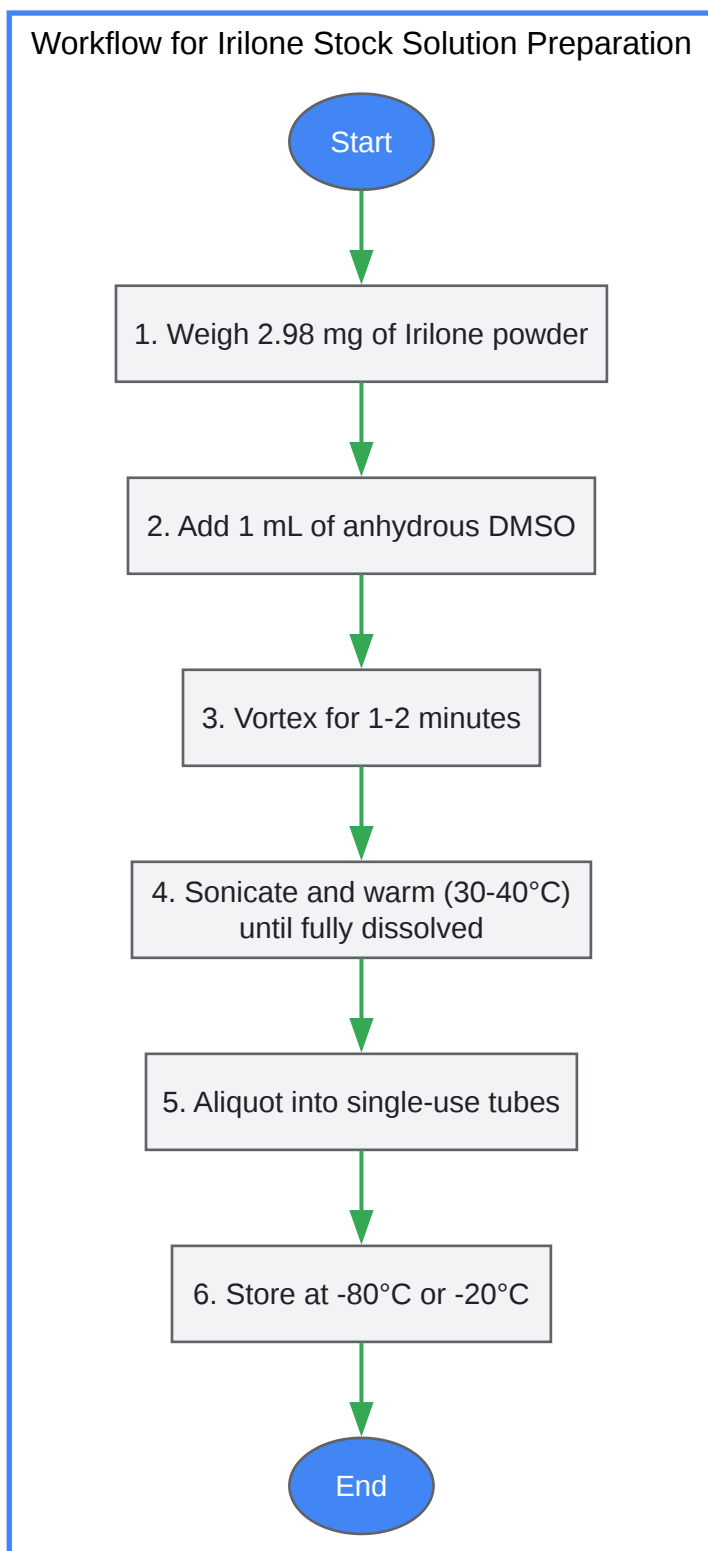 Workflow for Irilone Stock Solution Preparation
Start
1. Weigh 2.98 mg of Irilone powder
2. Add 1 mL of anhydrous DMSO
3. Vortex for 1-2 minutes
4. Sonicate and warm (30-40°C)
until fully dissolved
5. Aliquot into single-use tubes
6. Store at -80°C or -20°C
End